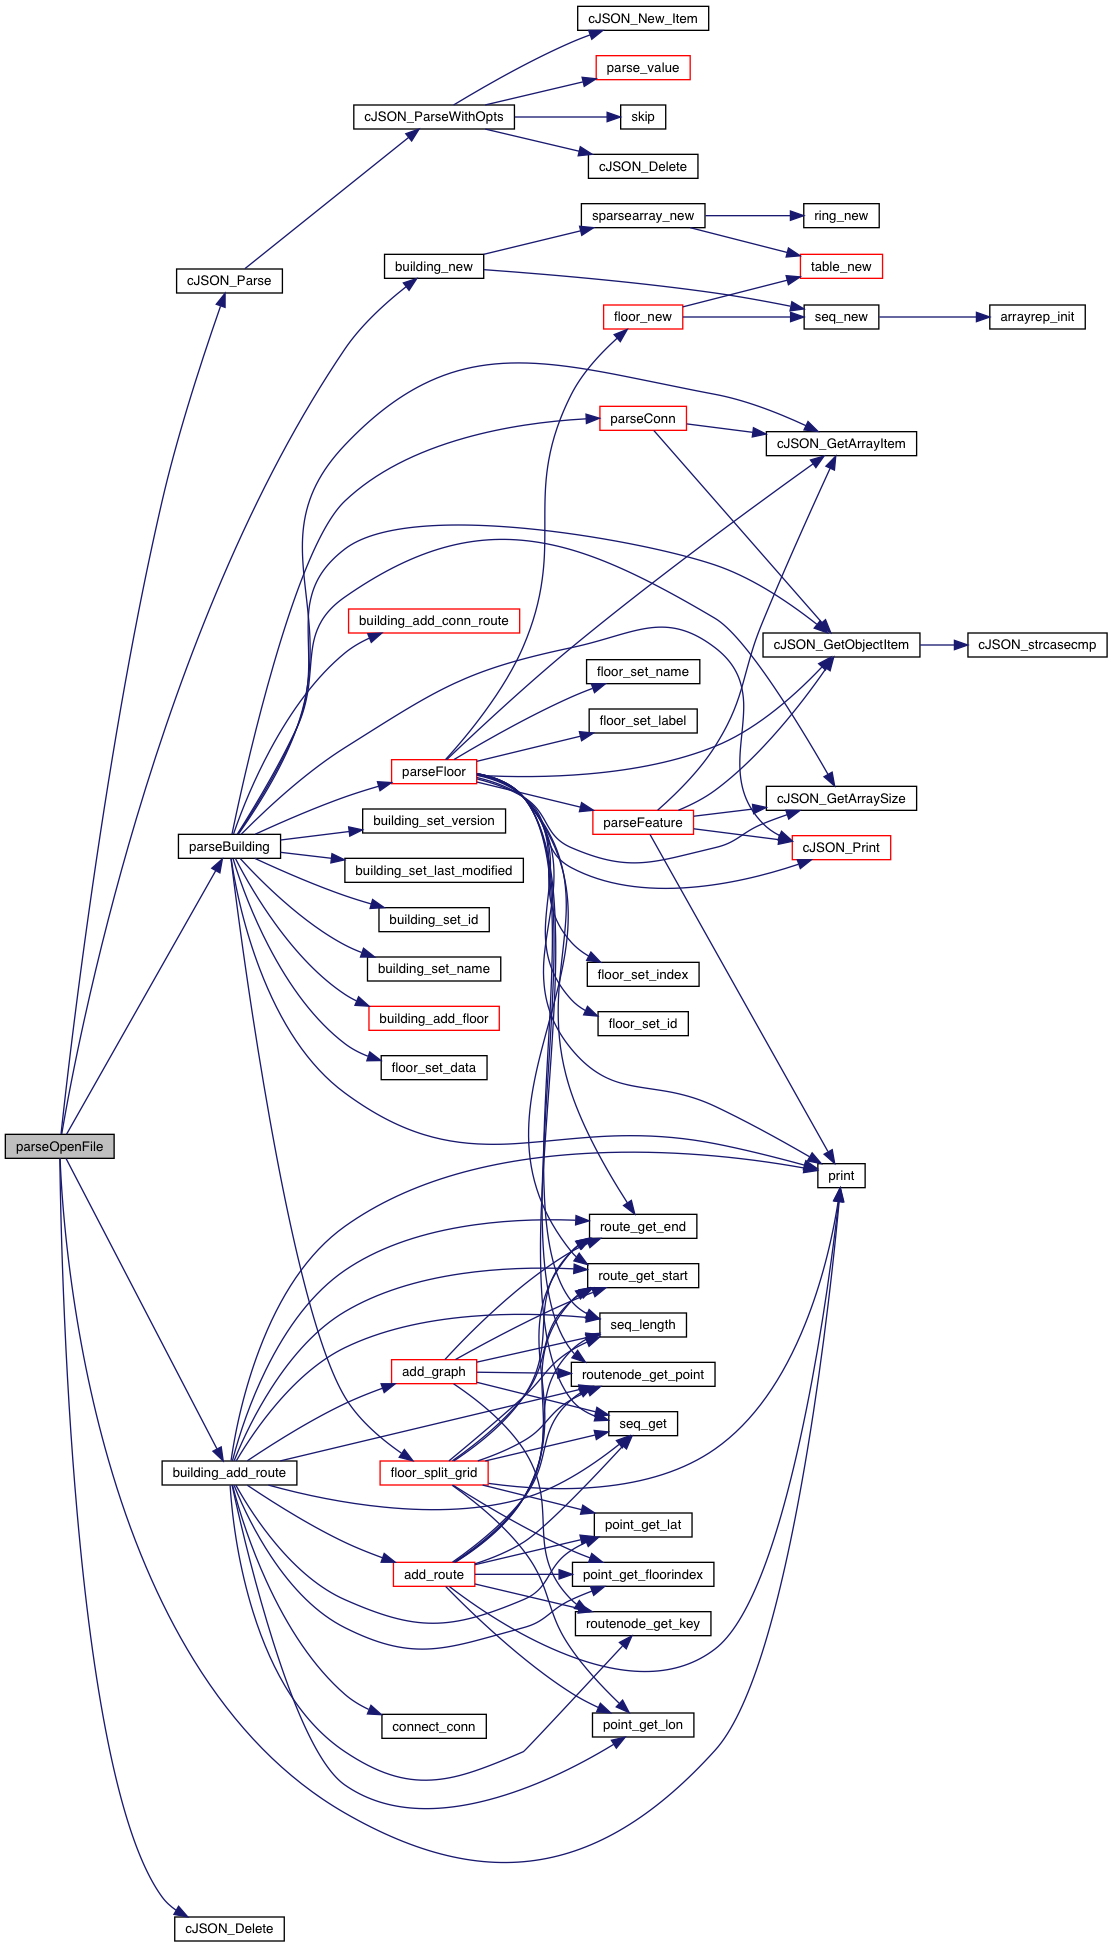 cJSON_New_Item
parse_value
cJSON_ParseWithOpts
skip
cJSON_Delete
sparsearray_new
ring_new
building_new
table_new
cJSON_Parse
floor_new
seq_new
arrayrep_init
parseConn
cJSON_GetArrayItem
building_add_conn_route
cJSON_GetObjectItem
cJSON_strcasecmp
floor_set_name
floor_set_label
parseFloor
cJSON_GetArraySize
building_set_version
parseFeature
parseBuilding
cJSON_Print
building_set_last_modified
building_set_id
building_set_name
floor_set_index
building_add_floor
floor_set_id
floor_set_data
parseOpenFile
print
route_get_end
route_get_start
seq_length
add_graph
routenode_get_point
seq_get
building_add_route
floor_split_grid
point_get_lat
add_route
point_get_floorindex
routenode_get_key
connect_conn
point_get_lon
cJSON_Delete